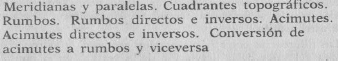 Meridianas y paralelas. Cuadrantes topográficos.
Rumbos. Rumbos directos e inversos. Acimutes.
Acimutes directos e inversos. Conversión de
acimutes a rumbos y viceversa